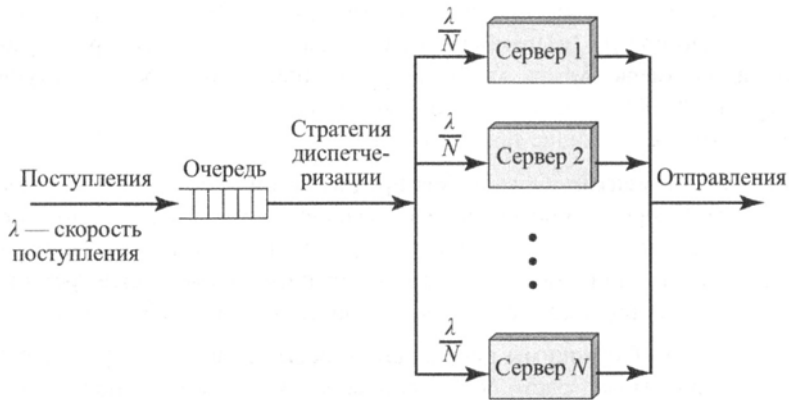 Поступления
λ — скорость
поступления
Очередь
Стратегия
диспетче-
ризации
λ
N
Сервер 1
λ
N
Сервер 2
λ
N
Сервер N
Отправления